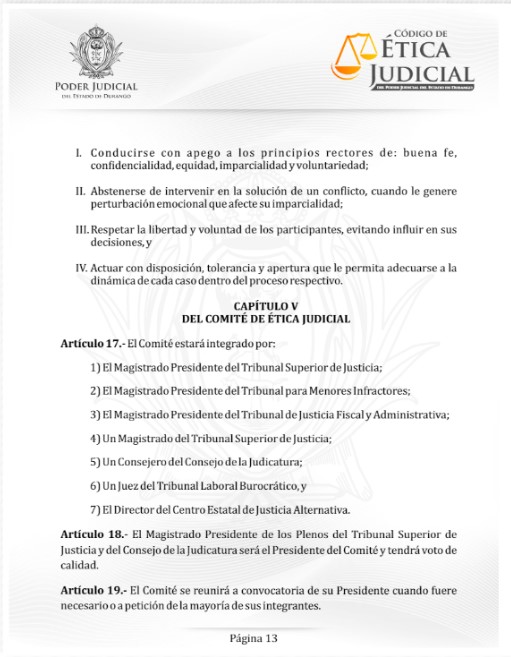 PODER JUDICIAL
DEL ESTADO DE DURANGO
CÓDIGO DE
ÉTICA
JUDICIAL
DEL PODER JUDICIAL DEL ESTADO DE DURANGO
I. Conducirse con apego a los principios rectores de: buena fe,
confidencialidad, equidad, imparcialidad y voluntariedad;
II. Abstenerse de intervenir en la solución de un conflicto, cuando le genere
perturbación emocional que afecte su imparcialidad;
III. Respetar la libertad y voluntad de los participantes, evitando influir en sus
decisiones, y
IV. Actuar con disposición, tolerancia y apertura que le permita adecuarse a la
dinámica de cada caso dentro del proceso respectivo.
CAPÍTULO V
DEL COMITÉ DE ÉTICA JUDICIAL
Artículo 17.- El Comité estará integrado por:
1) El Magistrado Presidente del Tribunal Superior de Justicia;
2) El Magistrado Presidente del Tribunal para Menores Infractores;
3) El Magistrado Presidente del Tribunal de Justicia Fiscal y Administrativa;
4) Un Magistrado del Tribunal Superior de Justicia;
5) Un Consejero del Consejo de la Judicatura;
6) Un Juez del Tribunal Laboral Burocrático, y
7) El Director del Centro Estatal de Justicia Alternativa.
Artículo 18.- El Magistrado Presidente de los Plenos del Tribunal Superior de
Justicia y del Consejo de la Judicatura será el Presidente del Comité y tendrá voto de
calidad.
Artículo 19.- El Comité se reunirá a convocatoria de su Presidente cuando fuere
necesario o a petición de la mayoría de sus integrantes.
Página 13